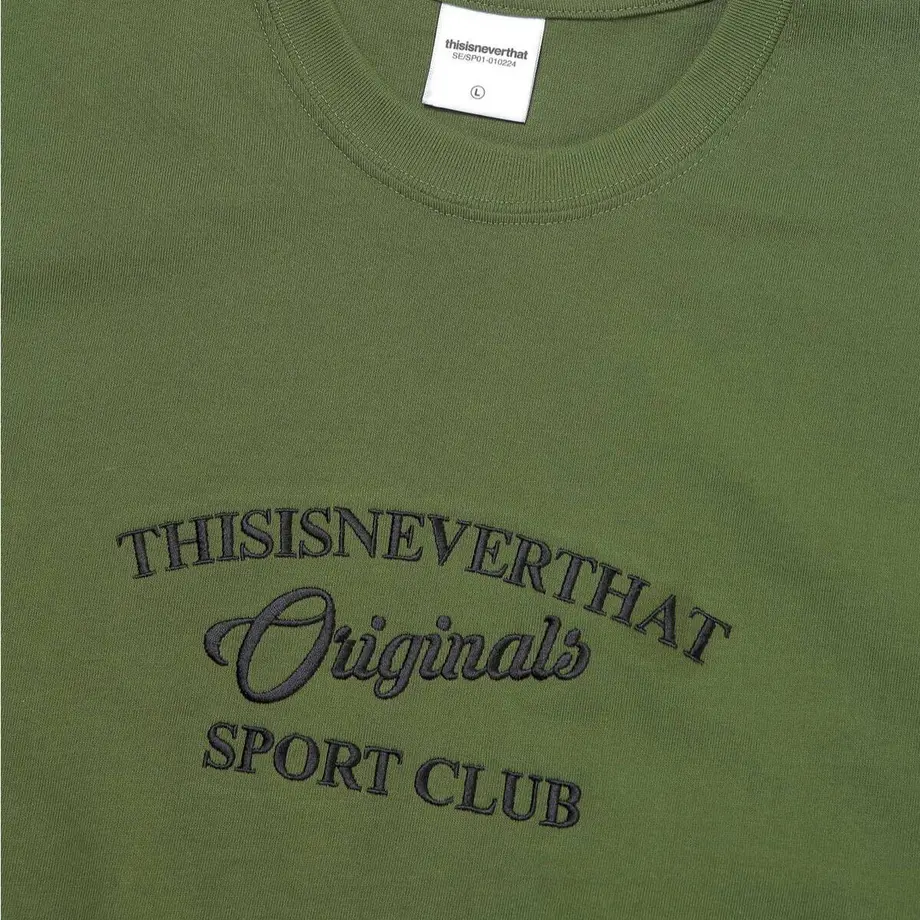 thisisneverthat
SE/SP01-010224
L
THISISNEVERTHAT
Originals
SPORT CLUB